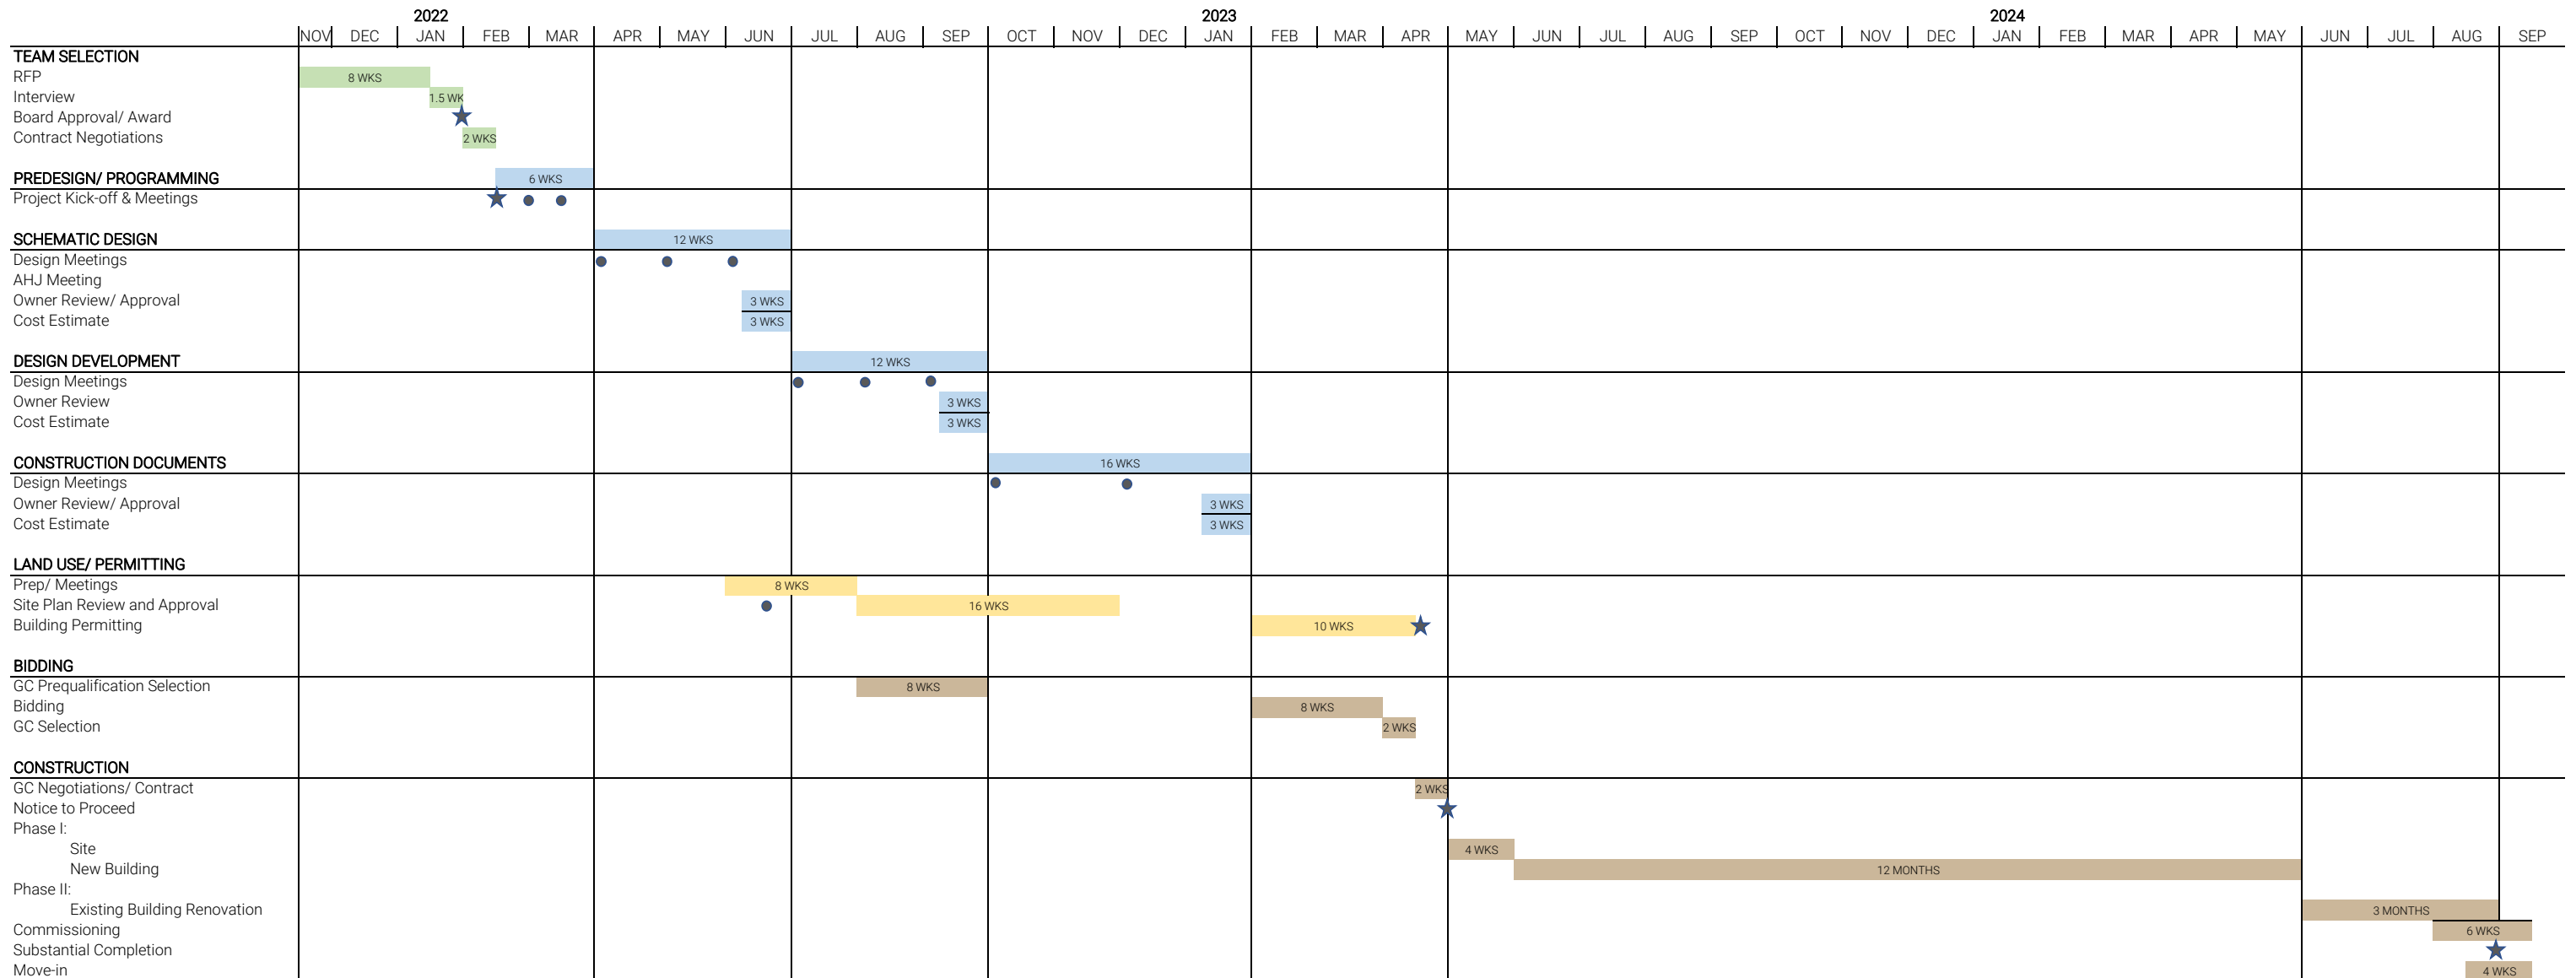 2022 2023 2024
NOV DEC JAN FEB MAR APR MAY JUN JUL AUG SEP OCT NOV DEC JAN FEB MAR APR MAY JUN JUL AUG SEP OCT NOV DEC JAN FEB MAR APR MAY JUN JUL AUG SEP
TEAM SELECTION
RFP 8 WKS
Interview 1.5 WK
Board Approval/ Award
Contract Negotiations 2 WKS
PREDESIGN/ PROGRAMMING 6 WKS
Project Kick-off & Meetings
SCHEMATIC DESIGN 12 WKS
Design Meetings
AHJ Meeting
Owner Review/ Approval 3 WKS
Cost Estimate 3 WKS
DESIGN DEVELOPMENT 12 WKS
Design Meetings
Owner Review 3 WKS
Cost Estimate 3 WKS
CONSTRUCTION DOCUMENTS 16 WKS
Design Meetings
Owner Review/ Approval 3 WKS
Cost Estimate 3 WKS
LAND USE/ PERMITTING
Prep/ Meetings 8 WKS
Site Plan Review and Approval 16 WKS
Building Permitting 10 WKS
BIDDING
GC Prequalification Selection 8 WKS
Bidding 8 WKS
GC Selection 2 WKS
CONSTRUCTION
GC Negotiations/ Contract 2 WKS
Notice to Proceed
Phase I:
Site 4 WKS
New Building 12 MONTHS
Phase II:
Existing Building Renovation 3 MONTHS
Commissioning 6 WKS
Substantial Completion
Move-in 4 WKS